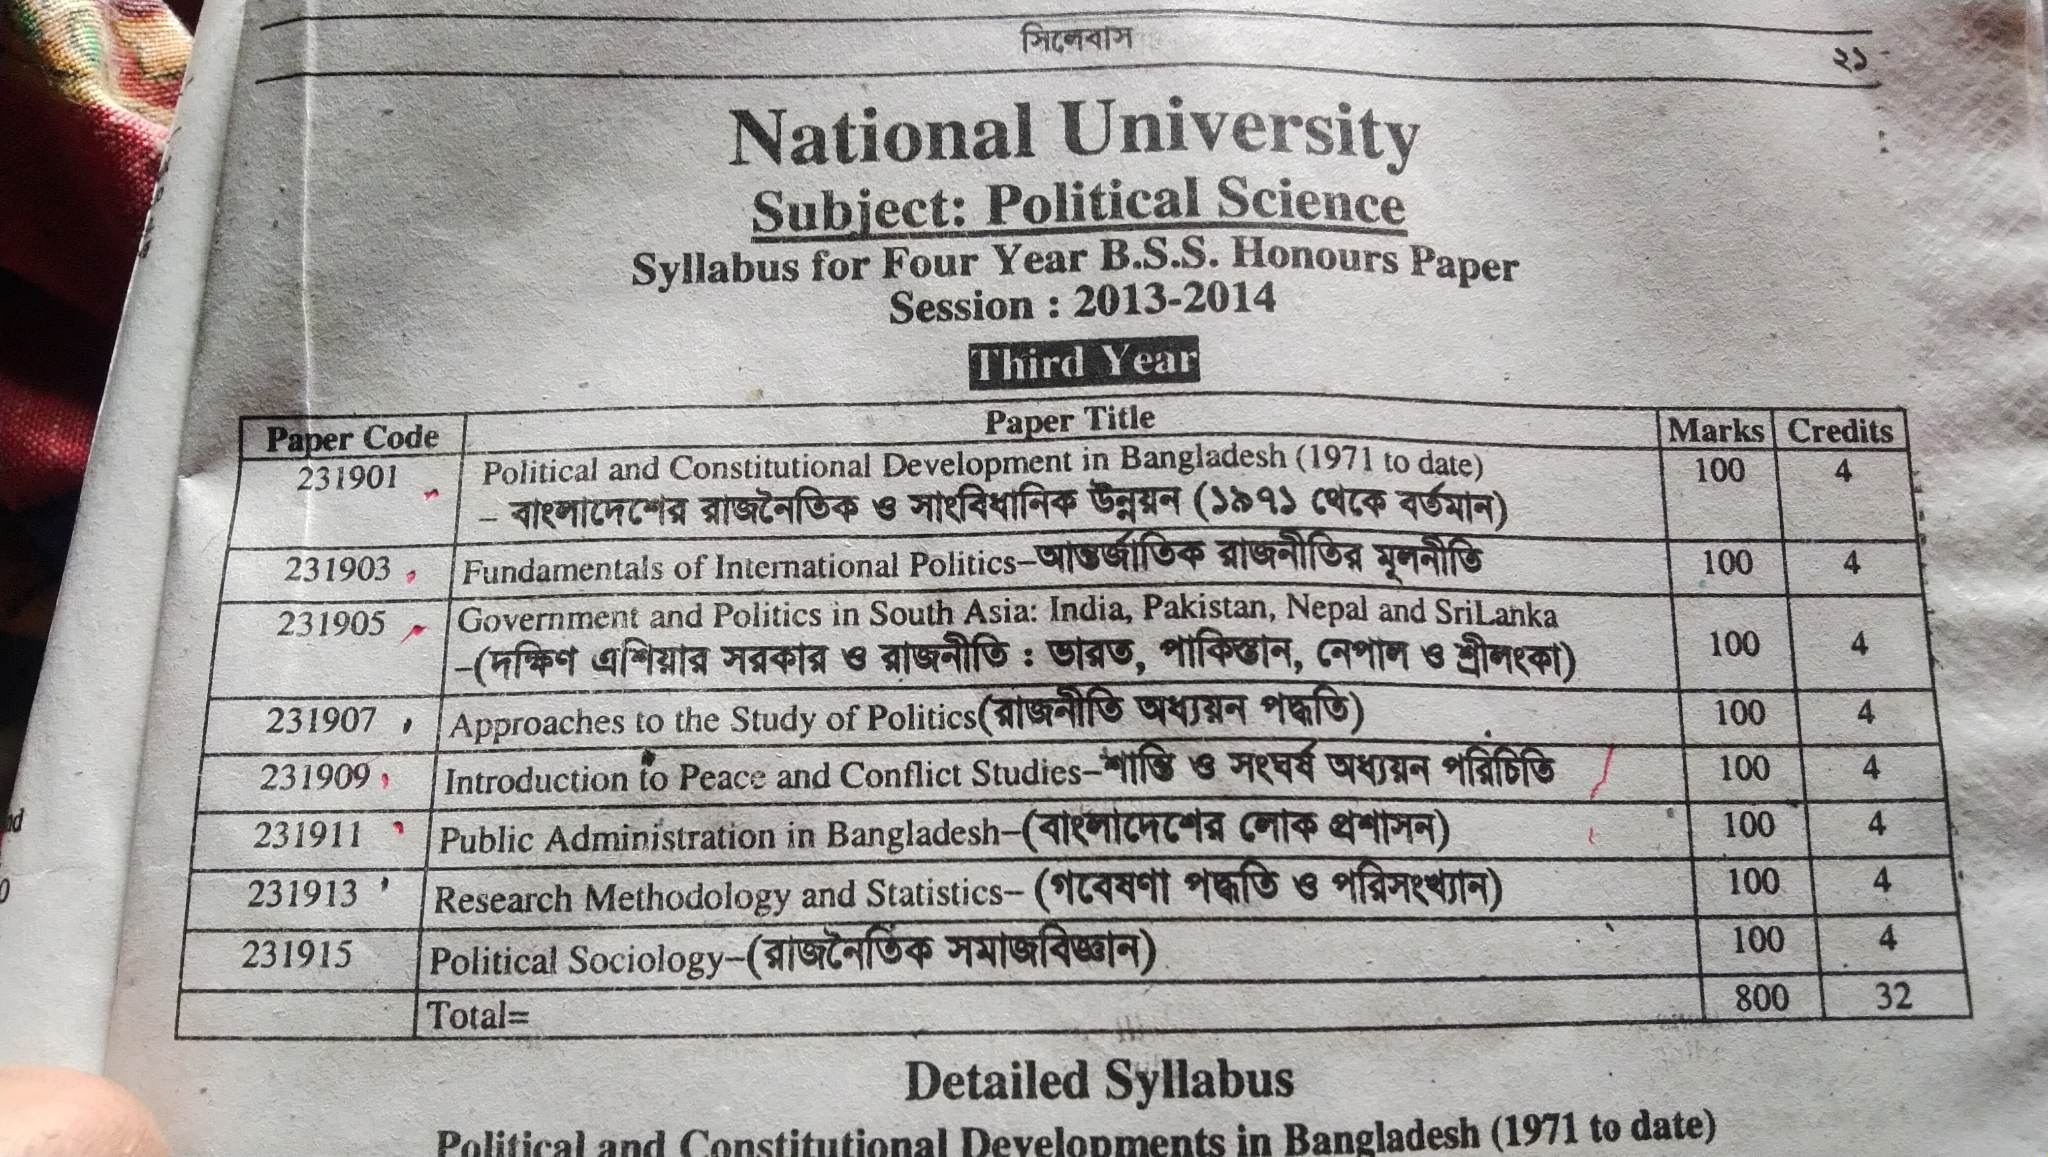 সিলেবাস
২১
National University
Subject: Political Science
Syllabus for Four Year B.S.S. Honours Paper
Session : 2013-2014
Third Year
Paper Code Paper Title Marks Credits
231901 Political and Constitutional Development in Bangladesh (1971 to date) 100 4
– বাংলাদেশের রাজনৈতিক ও সাংবিধানিক উন্নয়ন (১৯৭১ থেকে বর্তমান)
231903 Fundamentals of International Politics–আন্তর্জাতিক রাজনীতির মূলনীতি 100 4
231905 Government and Politics in South Asia: India, Pakistan, Nepal and SriLanka
–(দক্ষিণ এশিয়ার সরকার ও রাজনীতি : ভারত, পাকিস্তান, নেপাল ও শ্রীলংকা) 100 4
231907 Approaches to the Study of Politics(রাজনীতি অধ্যয়ন পদ্ধতি) 100 4
231909 Introduction to Peace and Conflict Studies–শান্তি ও সংঘর্ষ অধ্যয়ন পরিচিতি 100 4
231911 Public Administration in Bangladesh–(বাংলাদেশের লোক প্রশাসন) 100 4
231913 Research Methodology and Statistics– (গবেষণা পদ্ধতি ও পরিসংখ্যান) 100 4
231915 Political Sociology–(রাজনৈতিক সমাজবিজ্ঞান) 100 4
Total= 800 32
Detailed Syllabus
Political and Constitutional Developments in Bangladesh (1971 to date)